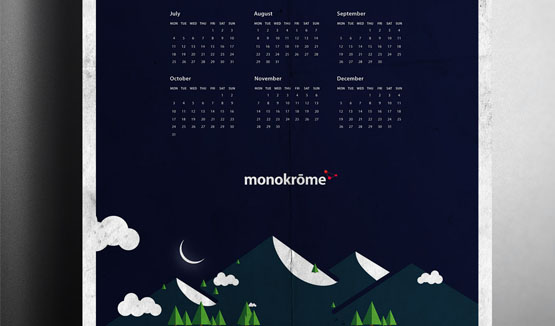 July August September
MON TUE WED THU FRI SAT SUN MON TUE WED THU FRI SAT SUN MON TUE WED THU FRI SAT SUN
1 2 3 1 2 3 4 5 6 7 1 2 3 4
4 5 6 7 8 9 10 8 9 10 11 12 13 14 5 6 7 8 9 10 11
11 12 13 14 15 16 17 15 16 17 18 19 20 21 12 13 14 15 16 17 18
18 19 20 21 22 23 24 22 23 24 25 26 27 28 19 20 21 22 23 24 25
25 26 27 28 29 30 31 29 30 31 26 27 28 29 30
October November December
MON TUE WED THU FRI SAT SUN MON TUE WED THU FRI SAT SUN MON TUE WED THU FRI SAT SUN
1 2 1 2 3 4 5 6 1 2 3 4
3 4 5 6 7 8 9 7 8 9 10 11 12 13 5 6 7 8 9 10 11
10 11 12 13 14 15 16 14 15 16 17 18 19 20 12 13 14 15 16 17 18
17 18 19 20 21 22 23 21 22 23 24 25 26 27 19 20 21 22 23 24 25
24 25 26 27 28 29 30 28 29 30 26 27 28 29 30 31
31
monokrōme